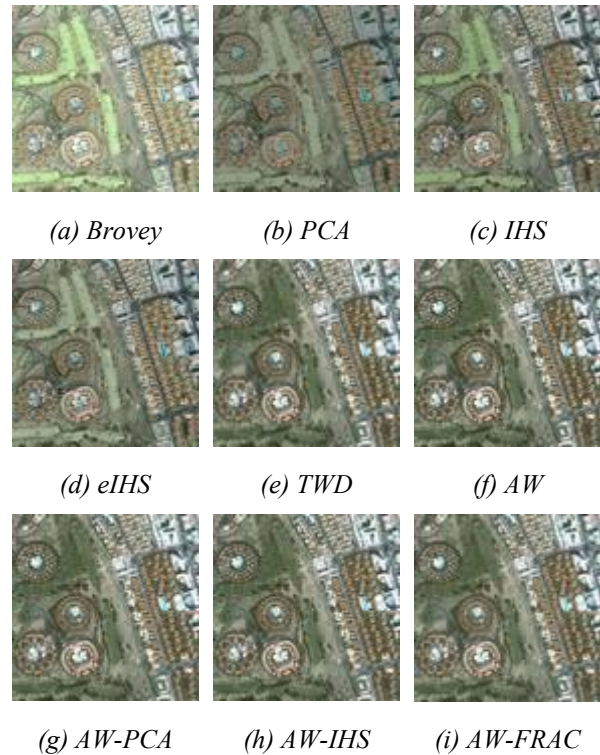 (a) Brovey (b) PCA (c) IHS
(d) eIHS (e) TWD (f) AW
(g) AW-PCA (h) AW-IHS (i) AW-FRAC